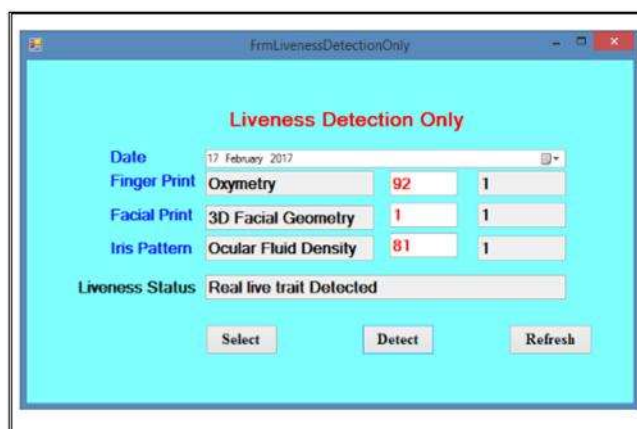 FrmLivenessDetectionOnly
Liveness Detection Only
Date 17 February 2017
Finger Print Oxymetry 92 1
Facial Print 3D Facial Geometry 1 1
Iris Pattern Ocular Fluid Density 81 1
Liveness Status Real live trait Detected
Select Detect Refresh